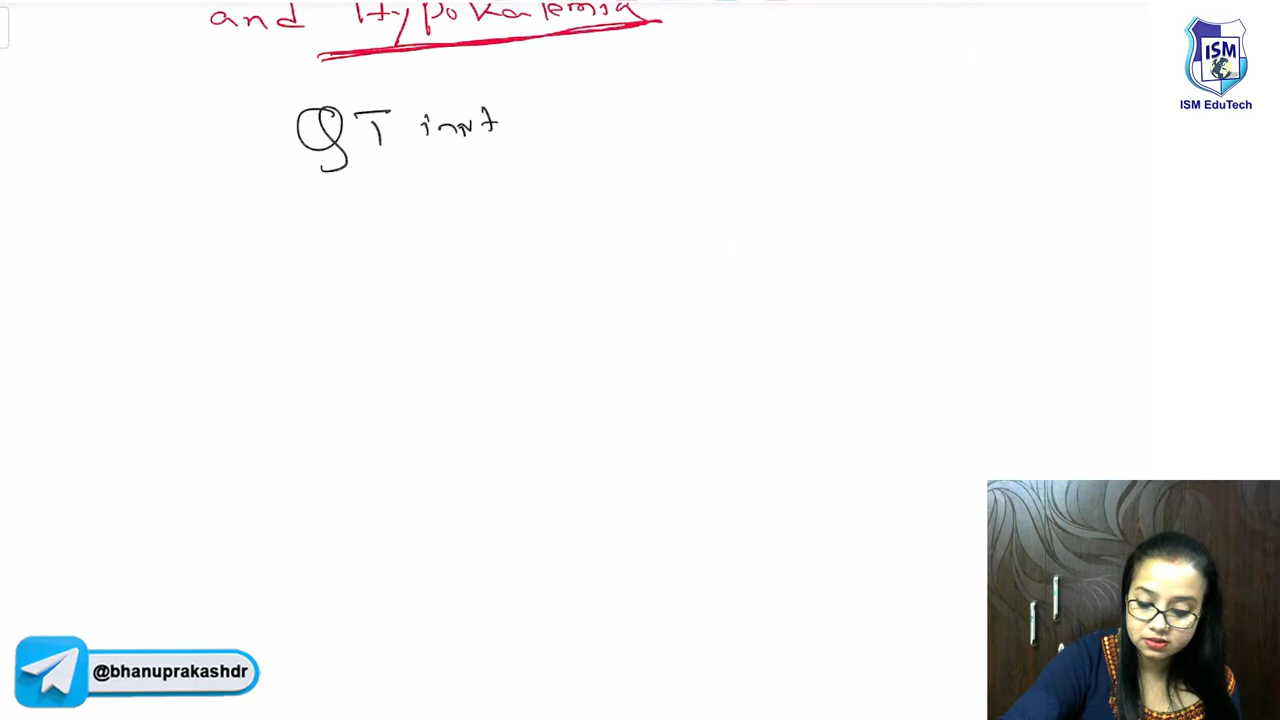 and Hypokalemia
ISM
ISM EduTech
QT int
@bhanuprakashdr